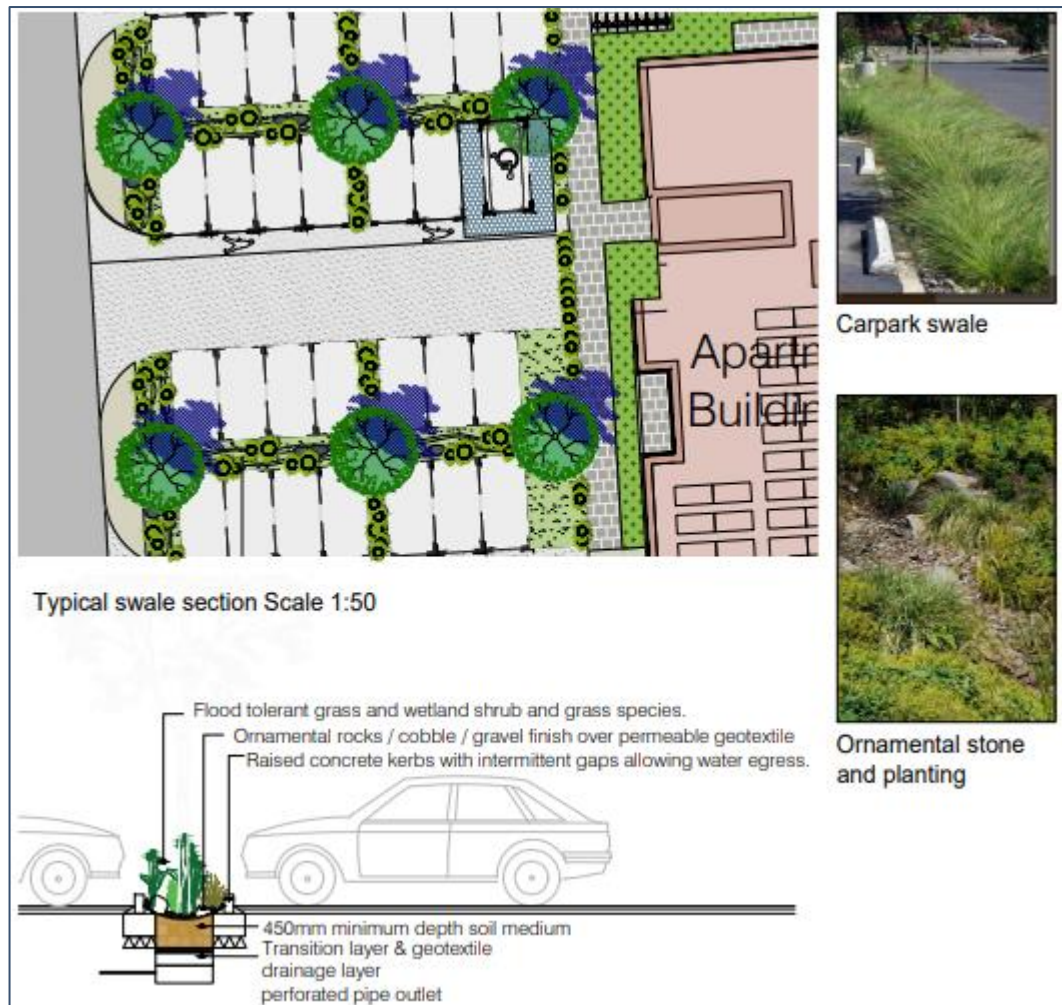 Apartm
Buildin
Carpark swale
Typical swale section Scale 1:50
Ornamental stone
and planting
Flood tolerant grass and wetland shrub and grass species.
Ornamental rocks / cobble / gravel finish over permeable geotextile
Raised concrete kerbs with intermittent gaps allowing water egress.
450mm minimum depth soil medium
Transition layer & geotextile
drainage layer
perforated pipe outlet